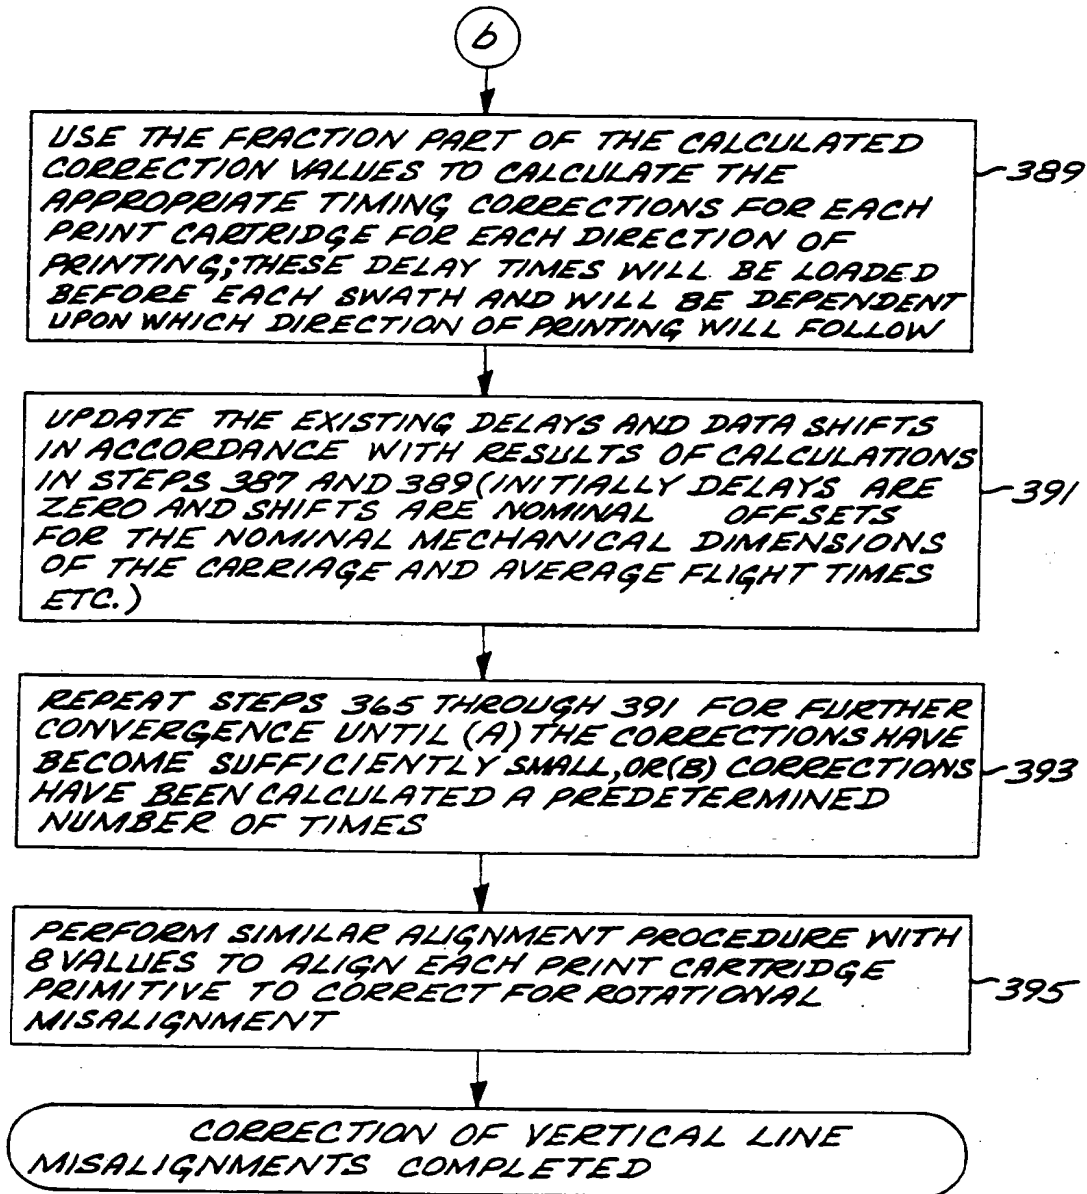 b
USE THE FRACTION PART OF THE CALCULATED
CORRECTION VALUES TO CALCULATE THE
APPROPRIATE TIMING CORRECTIONS FOR EACH
PRINT CARTRIDGE FOR EACH DIRECTION OF
PRINTING; THESE DELAY TIMES WILL BE LOADED
BEFORE EACH SWATH AND WILL BE DEPENDENT
UPON WHICH DIRECTION OF PRINTING WILL FOLLOW
389
UPDATE THE EXISTING DELAYS AND DATA SHIFTS
IN ACCORDANCE WITH RESULTS OF CALCULATIONS
IN STEPS 387 AND 389 (INITIALLY DELAYS ARE
ZERO AND SHIFTS ARE NOMINAL OFFSETS
FOR THE NOMINAL MECHANICAL DIMENSIONS
OF THE CARRIAGE AND AVERAGE FLIGHT TIMES
ETC.)
391
REPEAT STEPS 365 THROUGH 391 FOR FURTHER
CONVERGENCE UNTIL (A) THE CORRECTIONS HAVE
BECOME SUFFICIENTLY SMALL, OR (B) CORRECTIONS
HAVE BEEN CALCULATED A PREDETERMINED
NUMBER OF TIMES
393
PERFORM SIMILAR ALIGNMENT PROCEDURE WITH
8 VALUES TO ALIGN EACH PRINT CARTRIDGE
PRIMITIVE TO CORRECT FOR ROTATIONAL
MISALIGNMENT
395
CORRECTION OF VERTICAL LINE
MISALIGNMENTS COMPLETED